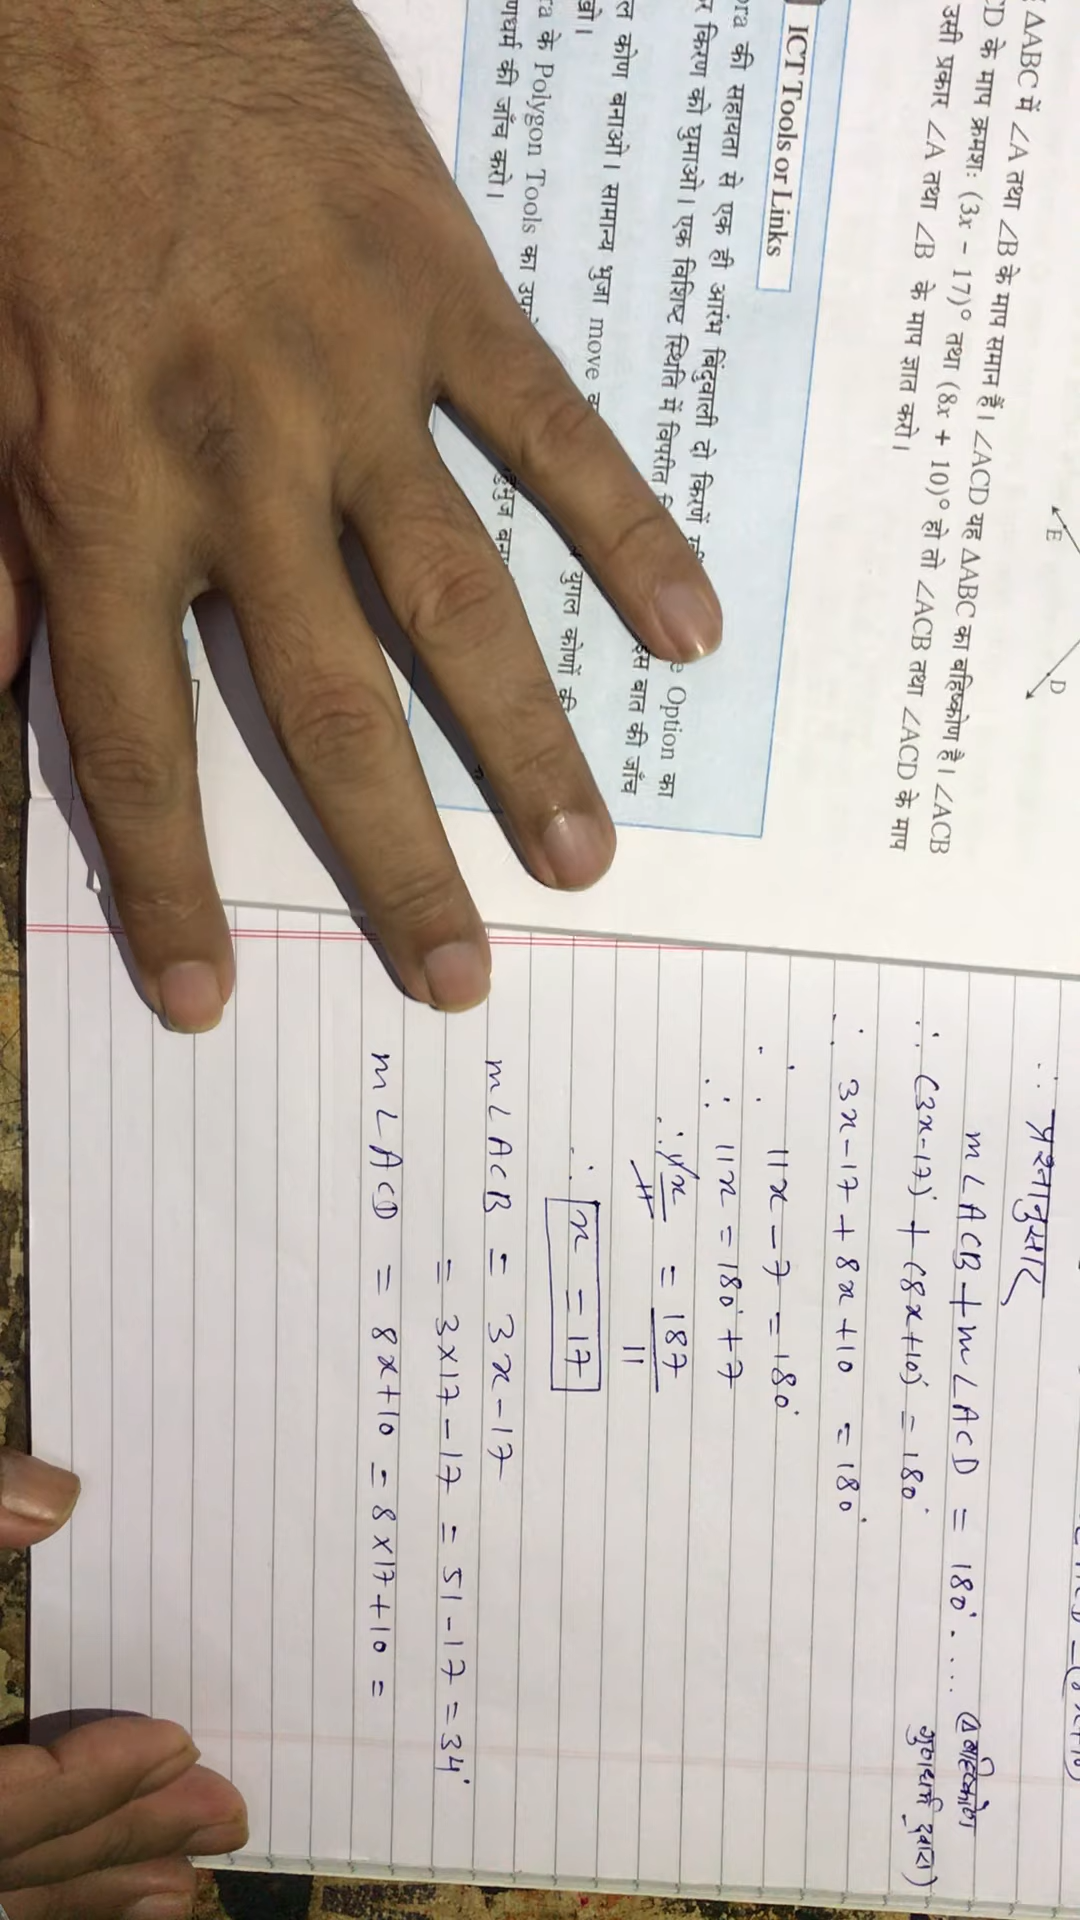 ΔABC में ∠A तथा ∠B के माप समान हैं। ∠ACD यह ΔABC का बहिष्कोण है। ∠ACB
CD के माप क्रमशः (3x - 17)° तथा (8x + 10)° हो तो ∠ACB तथा ∠ACD के माप
उसी प्रकार ∠A तथा ∠B के माप ज्ञात करो।
E
D
ICT Tools or Links
की सहायता से एक ही आरंभ बिंदुवाली दो किरणें
किरण को घुमाओ। एक विशिष्ट स्थिति में विपरीत
Option का
कोण बनाओ। सामान्य भुजा move
इस बात की जाँच
के Polygon Tools का
युगल कोणों की
की जाँच करो।
∴ प्रश्नानुसार
m∠ACB + m∠ACD = 180° .... (Δ बहिष्कोण
गुणधर्म द्वारा)
∴ (3x-17)° + (8x+10)° = 180°
∴ 3x-17 + 8x+10 = 180°
∴ 11x - 7 = 180°
∴ 11x = 180° + 7
∴ 11x/11 = 187/11
∴ x = 17
m∠ACB = 3x - 17
= 3×17 - 17 = 51 - 17 = 34°
m∠ACD = 8x+10 = 8×17+10 =